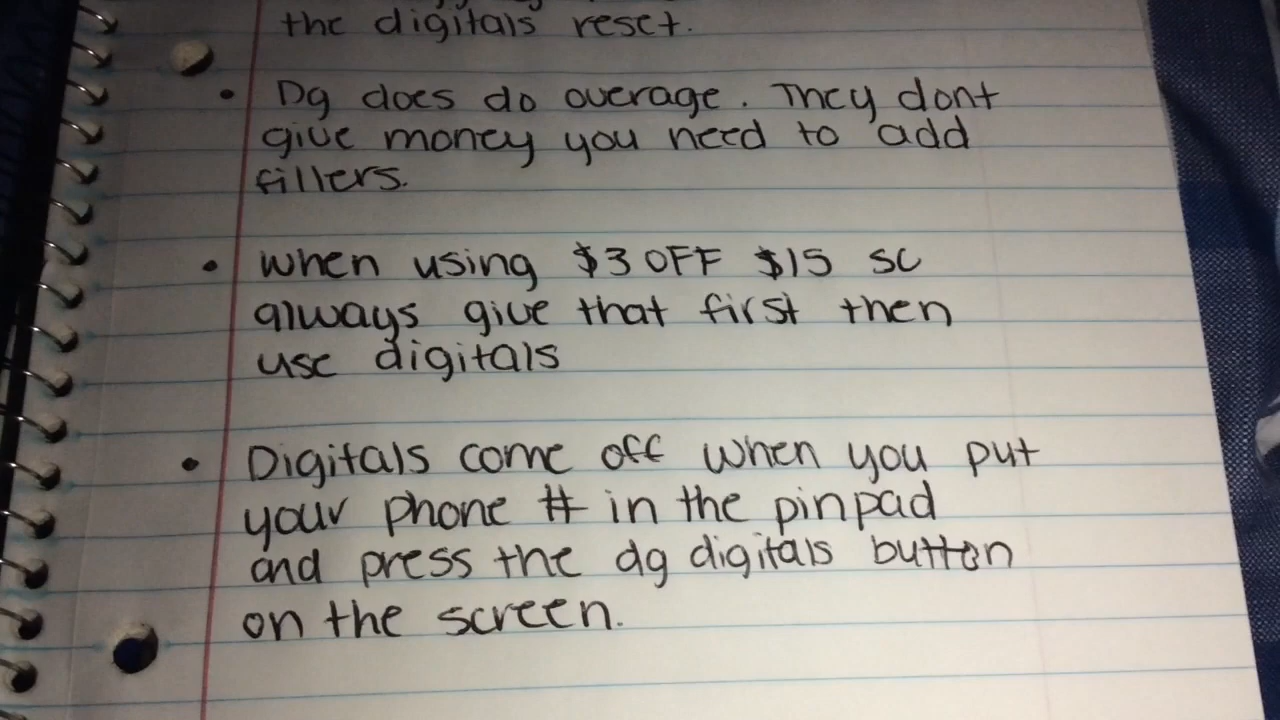 the digitals reset.
• Dg does do overage. They dont
give money you need to add
fillers.
• When using $3 OFF $15 SC
always give that first then
use digitals
• Digitals come off when you put
your phone # in the pinpad
and press the dg digitals button
on the screen.